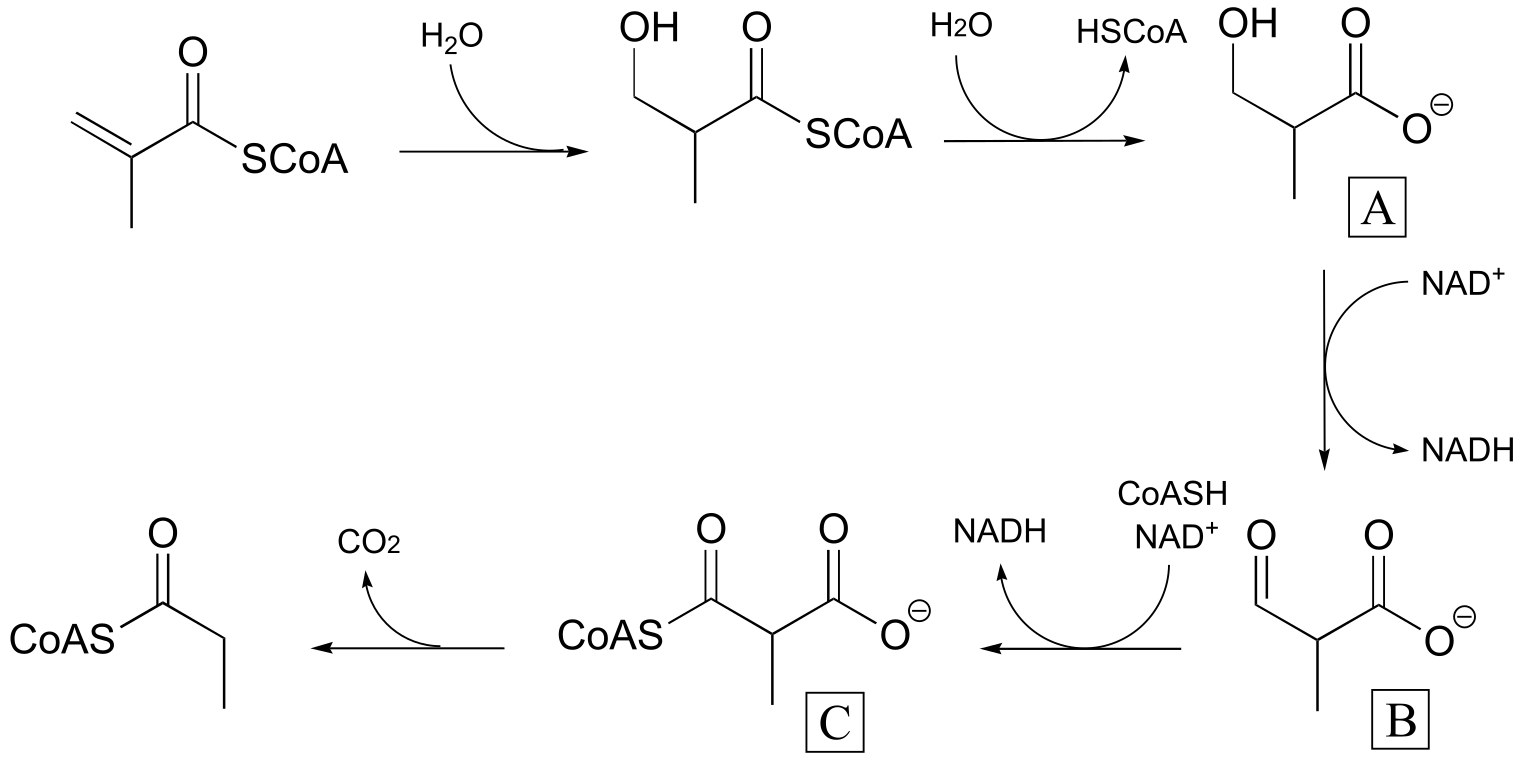 O
SCoA
H₂O
OH O
SCoA
H2O
HSCoA
OH O
O⊖
A
NAD⁺
NADH
O O
O⊖
B
CoASH
NAD⁺
NADH
O O
CoAS
O⊖
C
CO2
O
CoAS